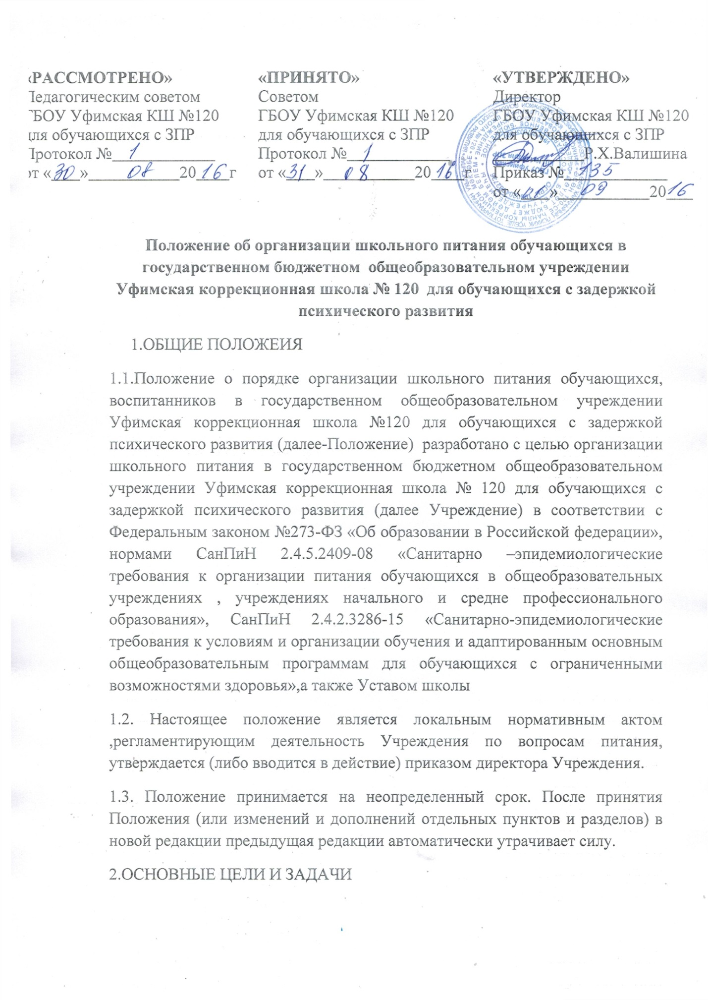 «РАССМОТРЕНО»
Педагогическим советом
ГБОУ Уфимская КШ №120
для обучающихся с ЗПР
Протокол № 1
от «30» 08 2016 г
«ПРИНЯТО»
Советом
ГБОУ Уфимская КШ №120
для обучающихся с ЗПР
Протокол № 1
от «31» 08 2016 г
«УТВЕРЖДЕНО»
Директор
ГБОУ Уфимская КШ №120
для обучающихся с ЗПР
Р.Х.Валишина
Приказ № 135
от « » 09 2016
Положение об организации школьного питания обучающихся в
государственном бюджетном общеобразовательном учреждении
Уфимская коррекционная школа № 120 для обучающихся с задержкой
психического развития
1.ОБЩИЕ ПОЛОЖЕИЯ
1.1.Положение о порядке организации школьного питания обучающихся,
воспитанников в государственном общеобразовательном учреждении
Уфимская коррекционная школа №120 для обучающихся с задержкой
психического развития (далее-Положение) разработано с целью организации
школьного питания в государственном бюджетном общеобразовательном
учреждении Уфимская коррекционная школа № 120 для обучающихся с
задержкой психического развития (далее Учреждение) в соответствии с
Федеральным законом №273-ФЗ «Об образовании в Российской федерации»,
нормами СанПиН 2.4.5.2409-08 «Санитарно –эпидемиологические
требования к организации питания обучающихся в общеобразовательных
учреждениях , учреждениях начального и средне профессионального
образования», СанПиН 2.4.2.3286-15 «Санитарно-эпидемиологические
требования к условиям и организации обучения и адаптированным основным
общеобразовательным программам для обучающихся с ограниченными
возможностями здоровья»,а также Уставом школы
1.2. Настоящее положение является локальным нормативным актом
,регламентирующим деятельность Учреждения по вопросам питания,
утверждается (либо вводится в действие) приказом директора Учреждения.
1.3. Положение принимается на неопределенный срок. После принятия
Положения (или изменений и дополнений отдельных пунктов и разделов) в
новой редакции предыдущая редакции автоматически утрачивает силу.
2.ОСНОВНЫЕ ЦЕЛИ И ЗАДАЧИ